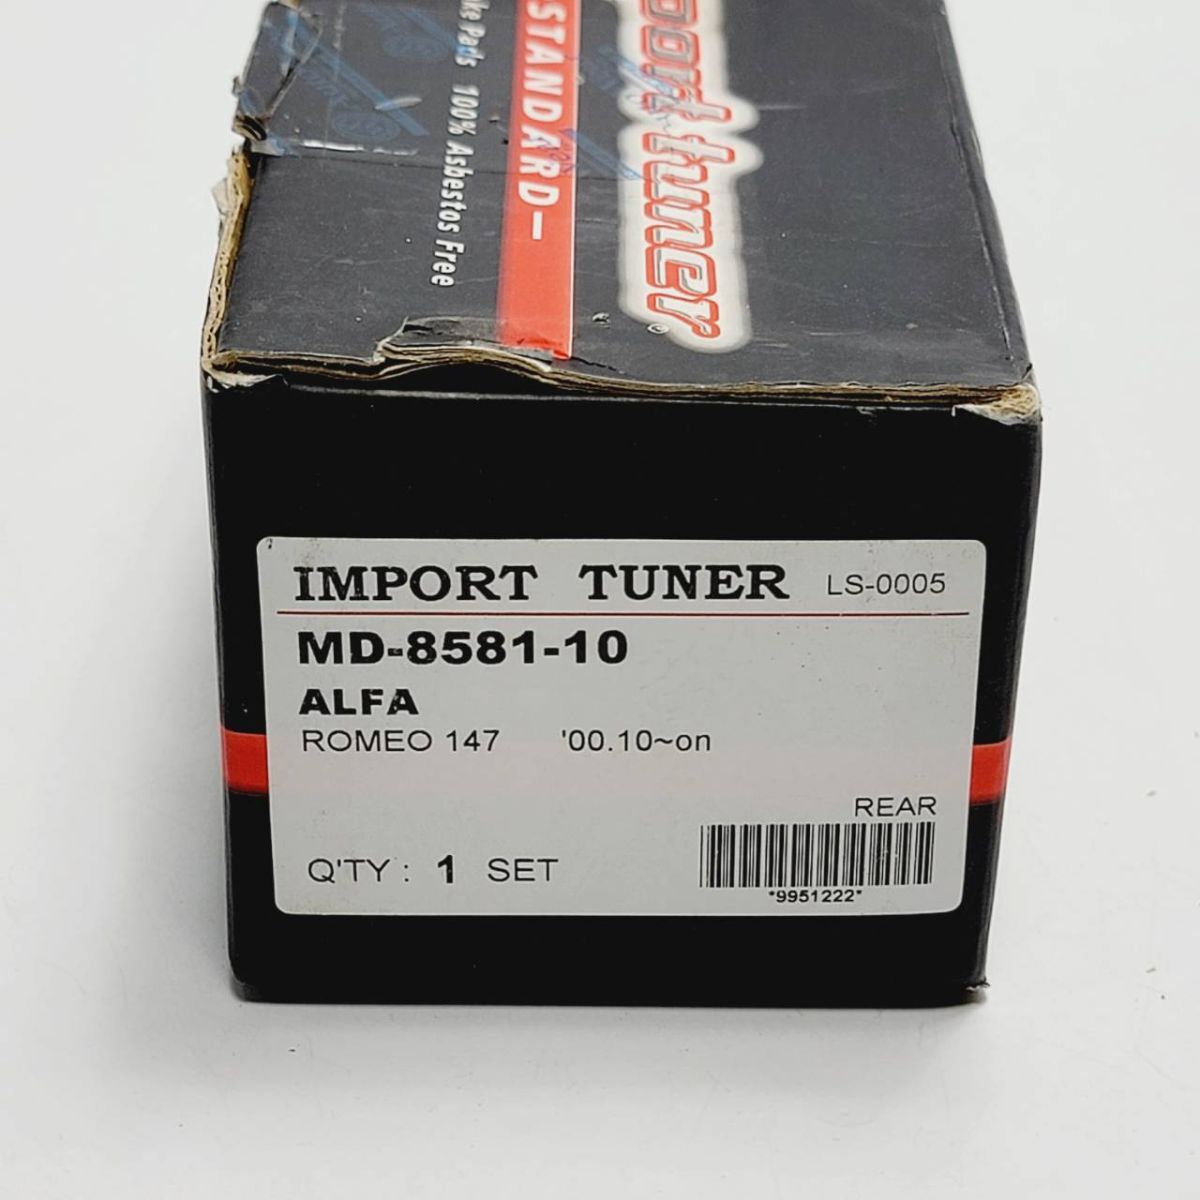 STANDARD-
Pads 100% Asbestos Free
tuner®
IMPORT TUNER LS-0005
MD-8581-10
ALFA
ROMEO 147 '00.10~on
REAR
Q'TY : 1 SET
*9951222*